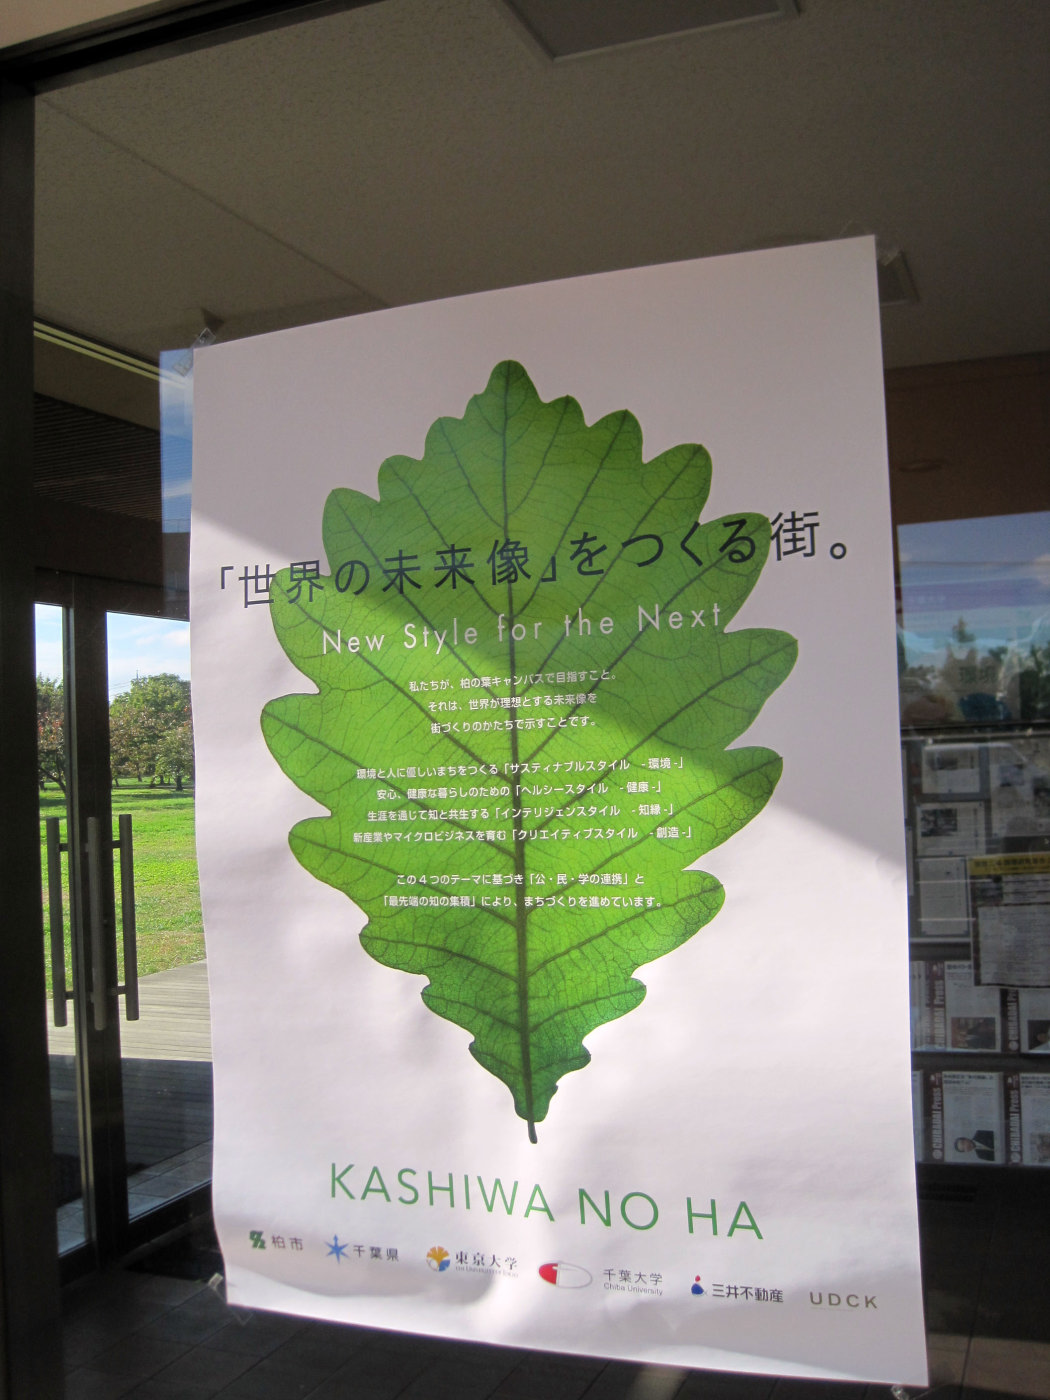 「世界の未来像」をつくる街。
New Style for the Next
私たちが、柏の葉キャンパスで目指すこと。
それは、世界が理想とする未来像を
街づくりのかたちで示すことです。
環境と人に優しいまちをつくる「サスティナブルスタイル　-環境-」
安心、健康な暮らしのための「ヘルシースタイル　-健康-」
生涯を通じて知と共生する「インテリジェンスタイル　-知縁-」
新産業やマイクロビジネスを育む「クリエイティブスタイル　-創造-」
この4つのテーマに基づき「公・民・学の連携」と
「最先端の知の集積」により、まちづくりを進めています。
KASHIWA NO HA
柏市
千葉県
東京大学
THE UNIVERSITY OF TOKYO
千葉大学
Chiba University
三井不動産
UDCK